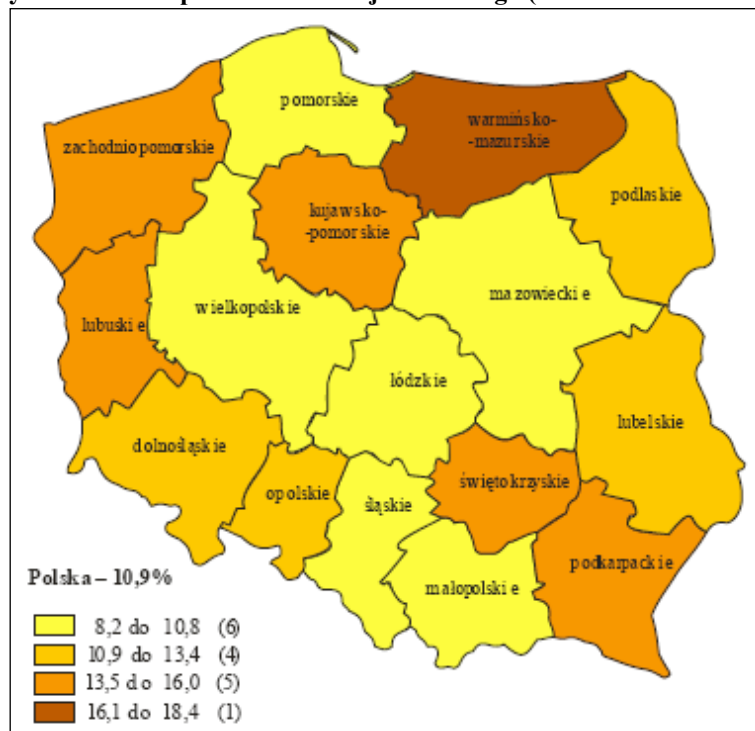 pomorskie
warmińsko-
-mazurskie
zachodniopomorskie
podlaskie
kujawsko-
-pomorskie
mazowieckie
wielkopolskie
lubuskie
łódzkie
lubelskie
dolnośląskie
opolskie
świętokrzyskie
śląskie
podkarpackie
małopolskie
Polska – 10,9%
8,2 do 10,8 (6)
10,9 do 13,4 (4)
13,5 do 16,0 (5)
16,1 do 18,4 (1)